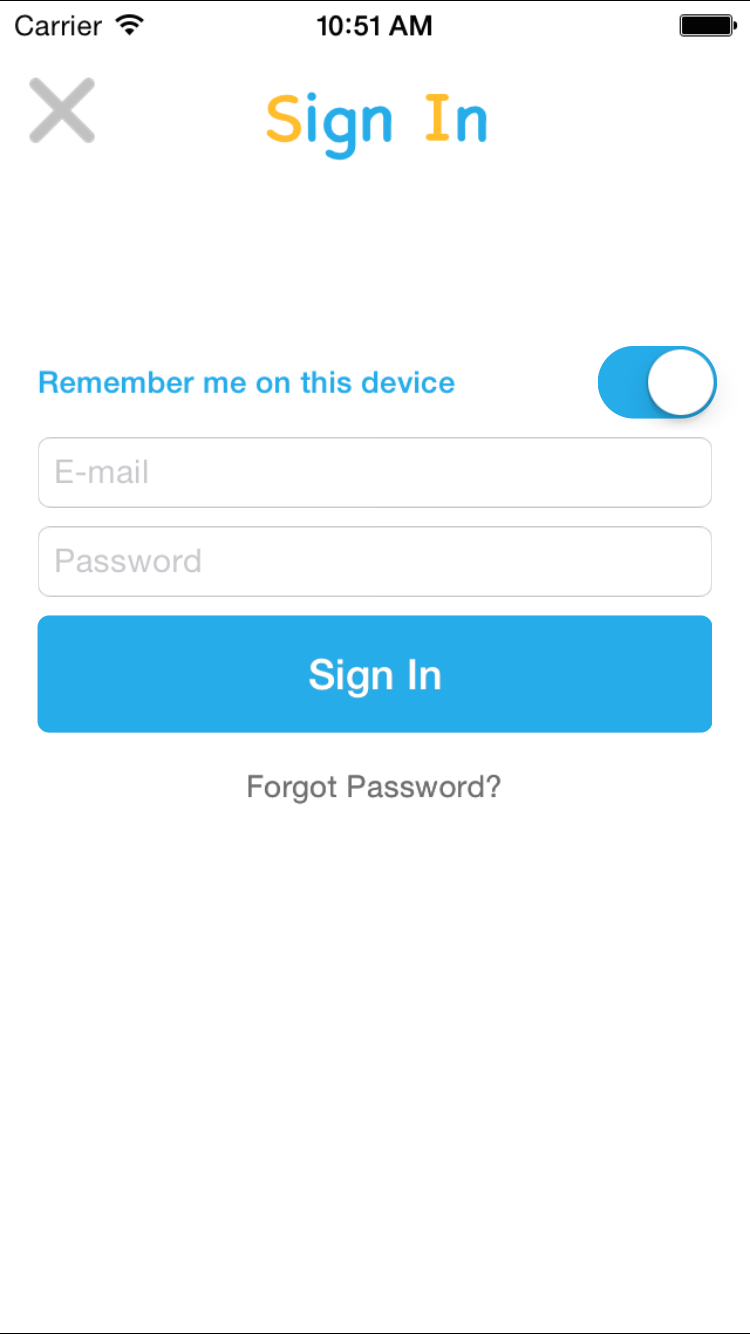 Carrier 10:51 AM
Sign In
Remember me on this device
E-mail
Password
Sign In
Forgot Password?